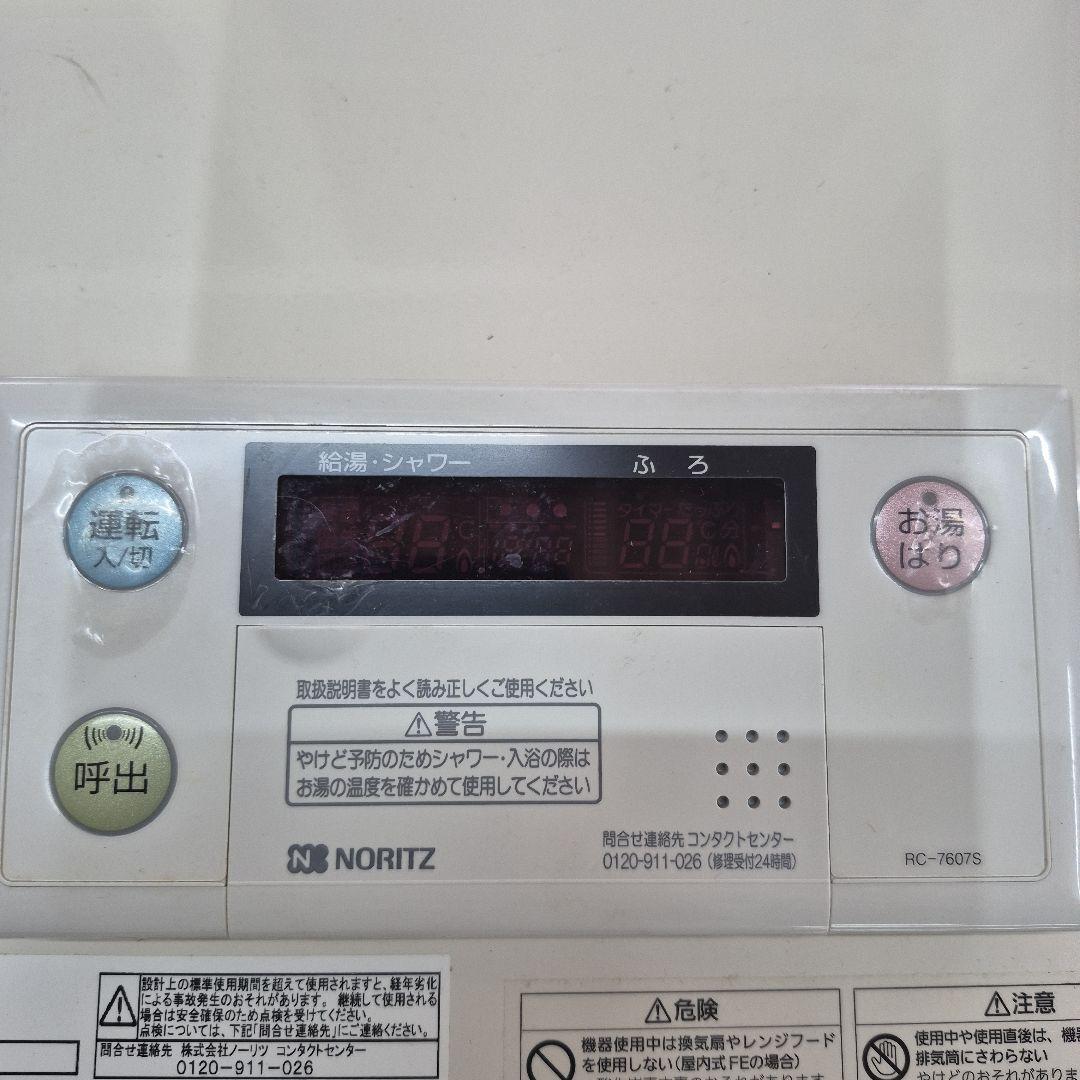 給湯・シャワー
ふろ
運転
入/切
お湯
はり
呼出
取扱説明書をよく読み正しくご使用ください
警告
やけど予防のためシャワー・入浴の際は
お湯の温度を確かめて使用してください
NORITZ
問合せ連絡先 コンタクトセンター
0120-911-026 (修理受付24時間)
RC-7607S
設計上の標準使用期間を超えて使用されますと、経年劣化
による事故発生のおそれがあります。 継続して使用される
場合は安全確保のため点検を受けてください。
点検については、下記「問合せ連絡先」にご連絡ください。
問合せ連絡先 株式会社ノーリツ コンタクトセンター
0120-911-026
危険
機器使用中は換気扇やレンジフード
を使用しない(屋内式FEの場合)
注意
使用中や使用直後は、機
排気筒にさわらない
やけどのおそれがありま